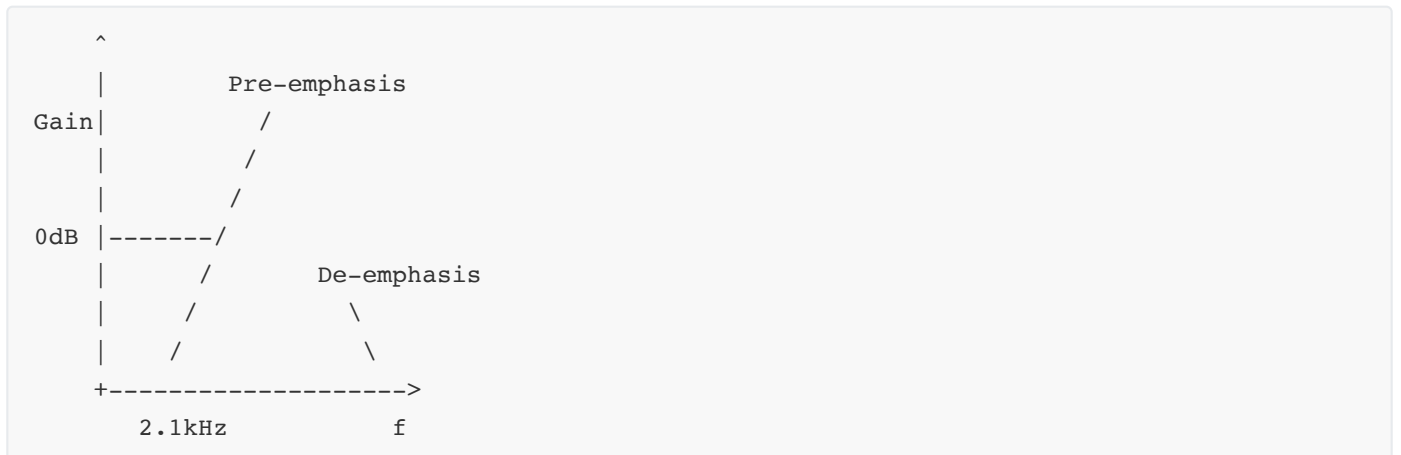 ^
|        Pre-emphasis
Gain|          /
|         /
|        /
0dB |-------/
|      /       De-emphasis
|     /          \
|    /            \
+-------------------->
2.1kHz           f